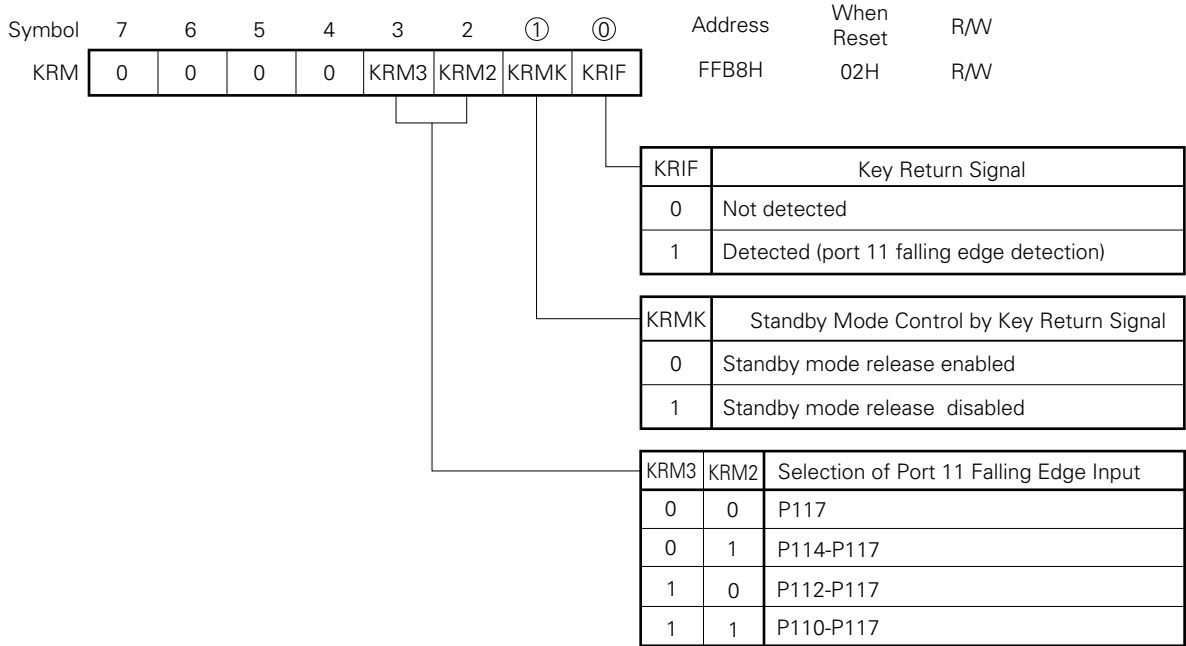 Symbol 7 6 5 4 3 2 ① ⓪ Address When Reset R/W
KRM 0 0 0 0 KRM3 KRM2 KRMK KRIF FFB8H 02H R/W
KRIF Key Return Signal
0 Not detected
1 Detected (port 11 falling edge detection)
KRMK Standby Mode Control by Key Return Signal
0 Standby mode release enabled
1 Standby mode release disabled
KRM3 KRM2 Selection of Port 11 Falling Edge Input
0 0 P117
0 1 P114-P117
1 0 P112-P117
1 1 P110-P117